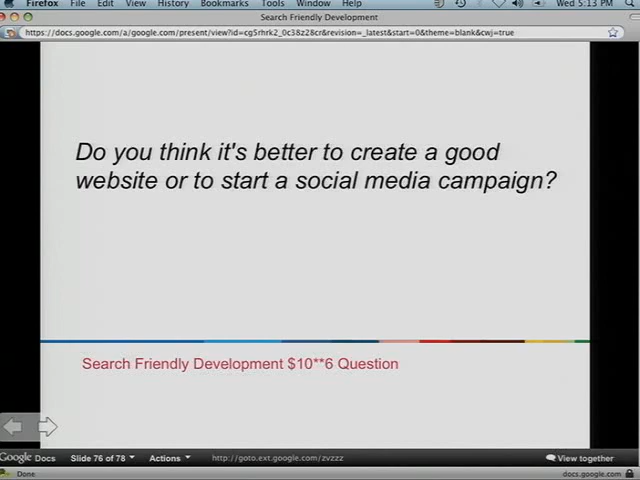 Firefox File Edit View History Bookmarks Tools Window Help Wed 5:13 PM
Search Friendly Development
https://docs.google.com/a/google.com/present/view?id=cg5rhrk2_0c38z28cr&revision=_latest&start=0&theme=blank&cwj=true
Do you think it's better to create a good
website or to start a social media campaign?
Search Friendly Development $10**6 Question
Google Docs Slide 76 of 78 Actions http://goto.ext.google.com/zvzzz View together
Done docs.google.com